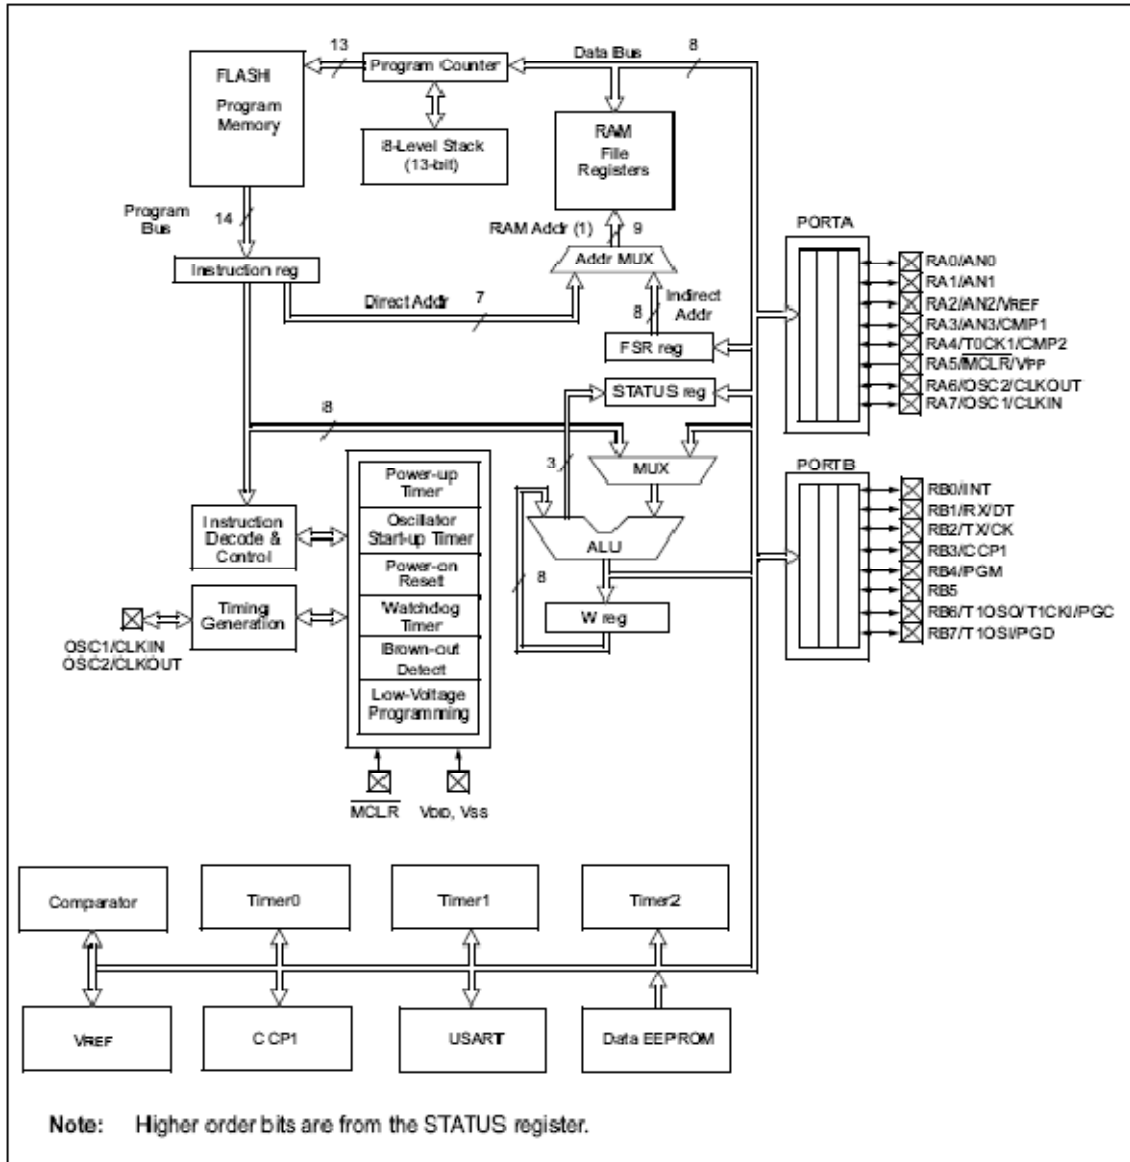 13
Data Bus
8
FLASH
Program
Memory
Program Counter
8-Level Stack
(13-bit)
RAM
File
Registers
Program
Bus
14
RAM Addr (1)
9
PORTA
Addr MUX
Instruction reg
Direct Addr
7
Indirect
Addr
8
FSR reg
STATUS reg
RA0/AN0
RA1/AN1
RA2/AN2/VREF
RA3/AN3/CMP1
RA4/T0CK1/CMP2
RA5/MCLR/VPP
RA6/OSC2/CLKOUT
RA7/OSC1/CLKIN
8
3
MUX
PORTB
Power-up
Timer
Instruction
Decode &
Control
Oscillator
Start-up Timer
ALU
Power-on
Reset
8
Timing
Generation
Watchdog
Timer
W reg
OSC1/CLKIN
OSC2/CLKOUT
Brown-out
Detect
Low-Voltage
Programming
RB0/INT
RB1/RX/DT
RB2/TX/CK
RB3/CCP1
RB4/PGM
RB5
RB6/T1OSO/T1CKI/PGC
RB7/T1OSI/PGD
MCLR
VDD, VSS
Comparator
Timer0
Timer1
Timer2
VREF
CCP1
USART
Data EEPROM
Note: Higher order bits are from the STATUS register.